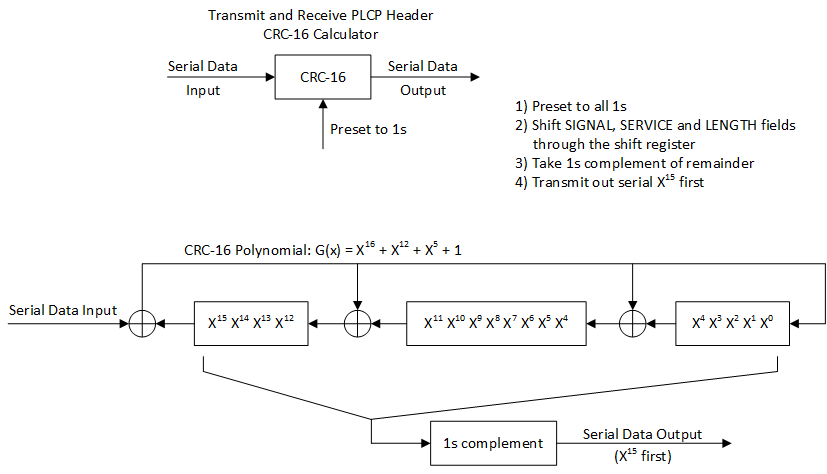 Transmit and Receive PLCP Header
CRC-16 Calculator
Serial Data
Input
CRC-16
Serial Data
Output
Preset to 1s
1) Preset to all 1s
2) Shift SIGNAL, SERVICE and LENGTH fields
through the shift register
3) Take 1s complement of remainder
4) Transmit out serial X¹⁵ first
CRC-16 Polynomial: G(x) = X¹⁶ + X¹² + X⁵ + 1
Serial Data Input
X¹⁵ X¹⁴ X¹³ X¹²
X¹¹ X¹⁰ X⁹ X⁸ X⁷ X⁶ X⁵ X⁴
X⁴ X³ X² X¹ X⁰
1s complement
Serial Data Output
(X¹⁵ first)